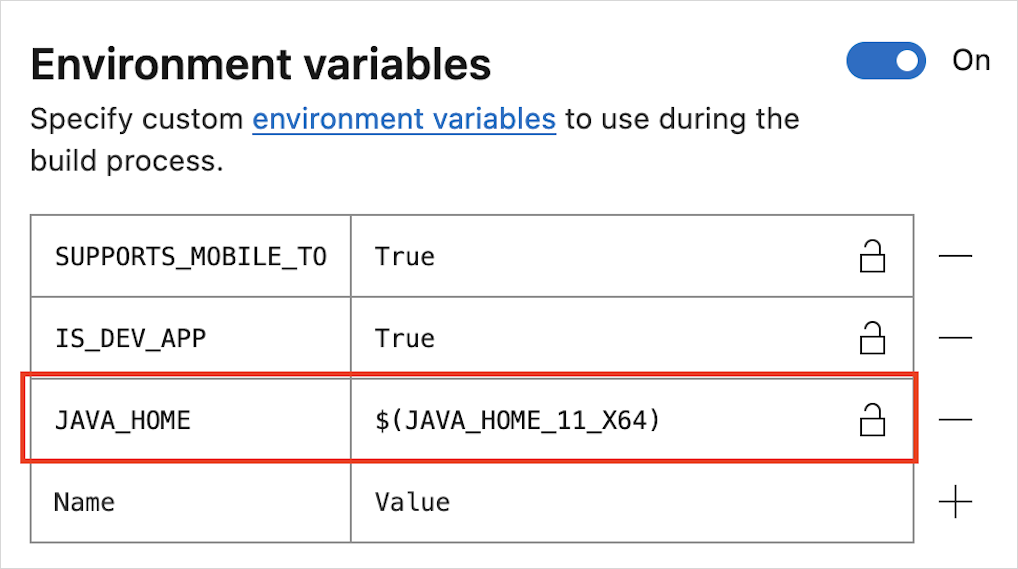 Environment variables
On
Specify custom environment variables to use during the
build process.
SUPPORTS_MOBILE_TO True
IS_DEV_APP True
JAVA_HOME $(JAVA_HOME_11_X64)
Name Value